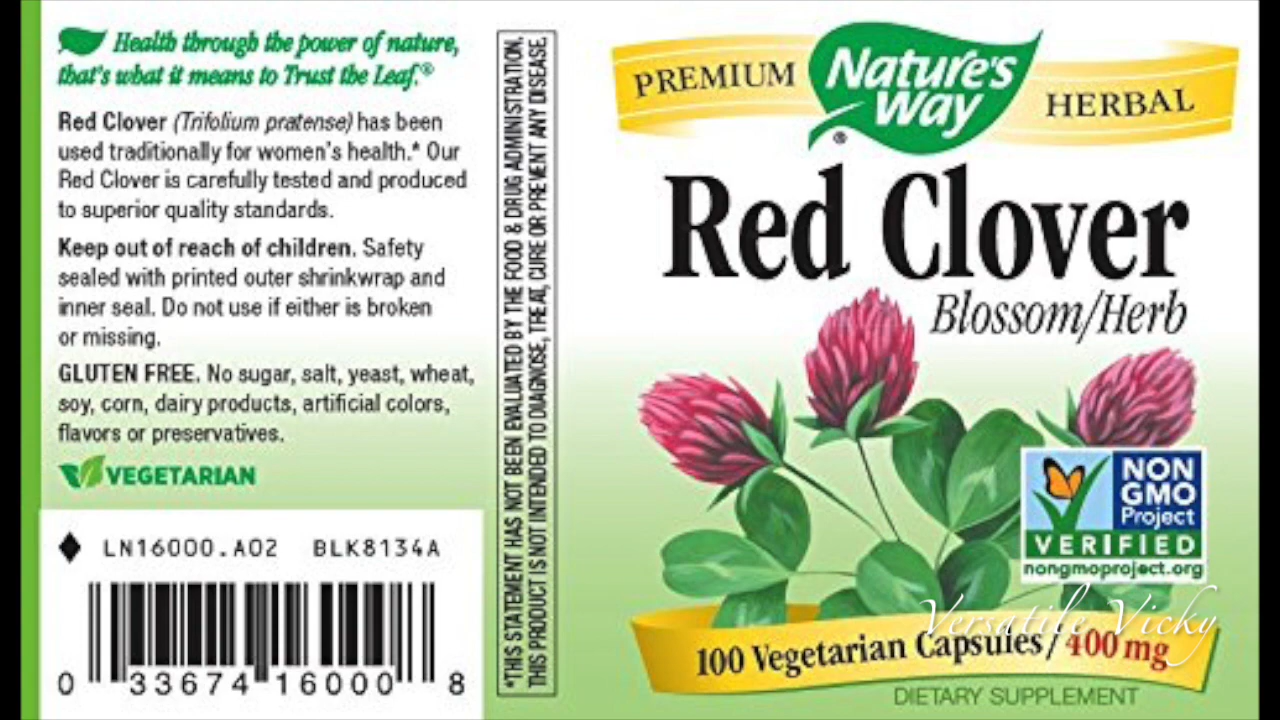 Health through the power of nature,
that's what it means to Trust the Leaf.®
Red Clover (Trifolium pratense) has been
used traditionally for women's health.* Our
Red Clover is carefully tested and produced
to superior quality standards.
Keep out of reach of children. Safety
sealed with printed outer shrinkwrap and
inner seal. Do not use if either is broken
or missing.
GLUTEN FREE. No sugar, salt, yeast, wheat,
soy, corn, dairy products, artificial colors,
flavors or preservatives.
VEGETARIAN
LN16000.A02 BLK8134A
0 33674 16000 8
*THIS STATEMENT HAS NOT BEEN EVALUATED BY THE FOOD & DRUG ADMINISTRATION.
THIS PRODUCT IS NOT INTENDED TO DIAGNOSE, TREAT, CURE OR PREVENT ANY DISEASE.
PREMIUM Nature's Way® HERBAL
Red Clover
Blossom/Herb
NON
GMO
Project
VERIFIED
nongmoproject.org
Versatile Vicky
100 Vegetarian Capsules / 400 mg
DIETARY SUPPLEMENT